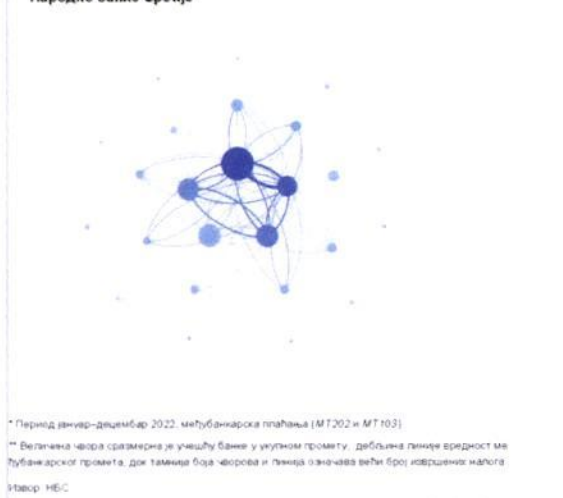 Народне банке Србије
* Период јануар–децембар 2022, међубанкарска плаћања (MT202 и MT103)
** Величина чвора сразмерна је учешћу банке у укупном промету, дебљина линије вредност ме
ђубанкарског промета, док тамнија боја чворова и линија означава већи број извршених налога
Извор: НБС